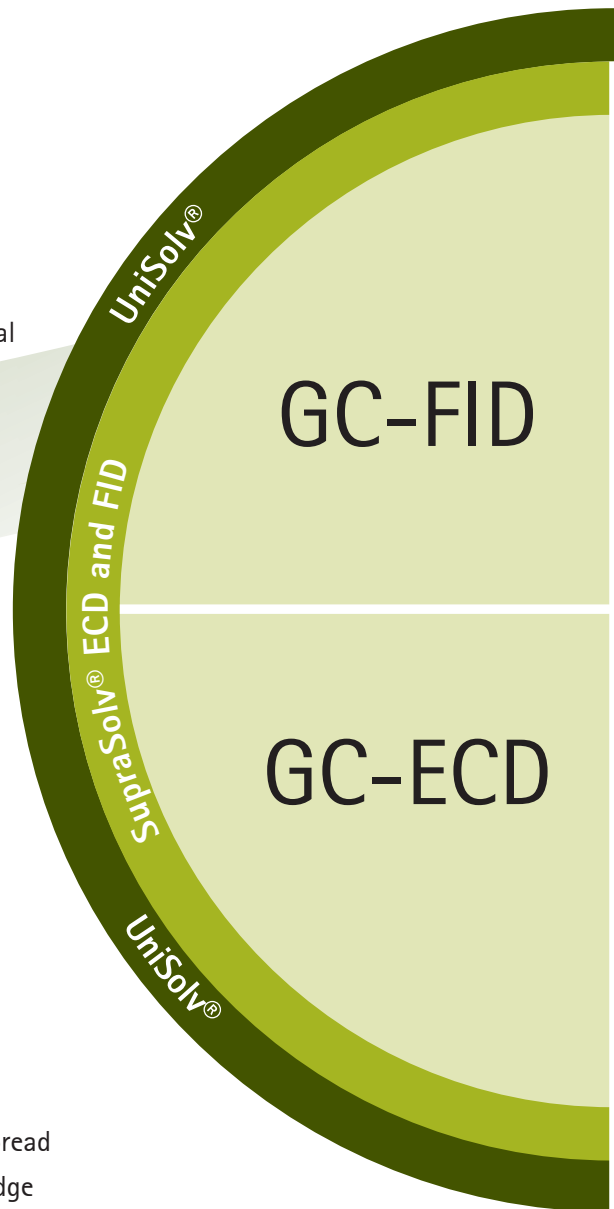 UniSolv®
al
GC-FID
SupraSolv® ECD and FID
GC-ECD
UniSolv®
read
dge